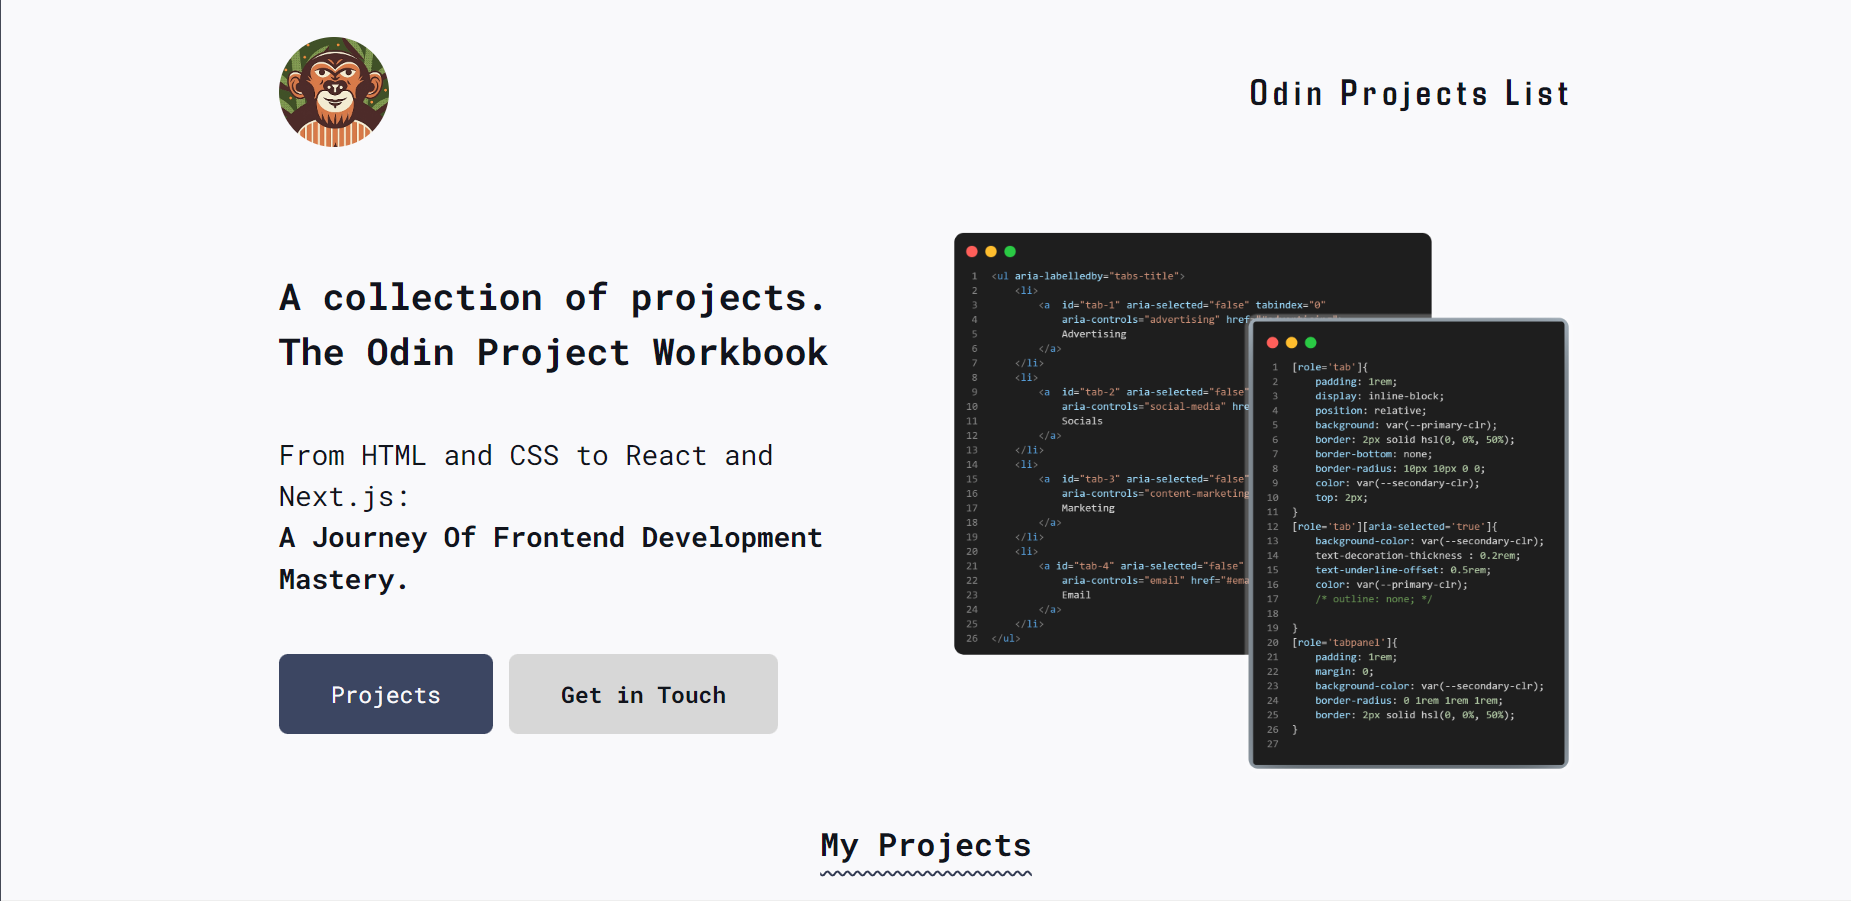 Odin Projects List
A collection of projects.
The Odin Project Workbook
From HTML and CSS to React and
Next.js:
A Journey Of Frontend Development
Mastery.
Projects
Get in Touch
1 <ul aria-labelledby="tabs-title">
2 <li>
3 <a id="tab-1" aria-selected="false" tabindex="0"
4 aria-controls="advertising" href
5 Advertising
6 </a>
7 </li>
8 <li>
9 <a id="tab-2" aria-selected="false"
10 aria-controls="social-media" hre
11 Socials
12 </a>
13 </li>
14 <li>
15 <a id="tab-3" aria-selected="false"
16 aria-controls="content-marketing
17 Marketing
18 </a>
19 </li>
20 <li>
21 <a id="tab-4" aria-selected="false"
22 aria-controls="email" href="#ema
23 Email
24 </a>
25 </li>
26 </ul>
1 [role='tab']{
2 padding: 1rem;
3 display: inline-block;
4 position: relative;
5 background: var(--primary-clr);
6 border: 2px solid hsl(0, 0%, 50%);
7 border-bottom: none;
8 border-radius: 10px 10px 0 0;
9 color: var(--secondary-clr);
10 top: 2px;
11 }
12 [role='tab'][aria-selected='true']{
13 background-color: var(--secondary-clr);
14 text-decoration-thickness : 0.2rem;
15 text-underline-offset: 0.5rem;
16 color: var(--primary-clr);
17 /* outline: none; */
18
19 }
20 [role='tabpanel']{
21 padding: 1rem;
22 margin: 0;
23 background-color: var(--secondary-clr);
24 border-radius: 0 1rem 1rem 1rem;
25 border: 2px solid hsl(0, 0%, 50%);
26 }
27
My Projects